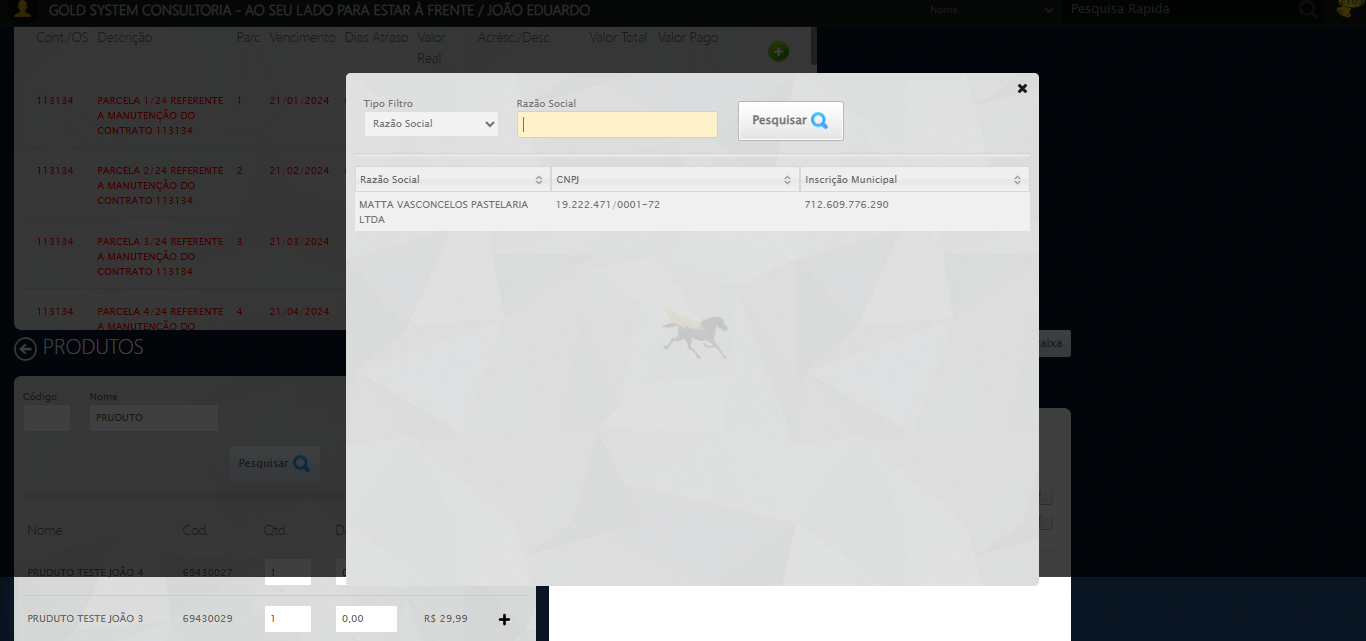 GOLD SYSTEM CONSULTORIA - AO SEU LADO PARA ESTAR À FRENTE / JOÃO EDUARDO
Nome
Pesquisa Rapida
Cont./OS Descrição Parc Vencimento Dias Atraso Valor Real Acrésc./Desc. Valor Total Valor Pago
113134 PARCELA 1/24 REFERENTE 1 21/01/2024
A MANUTENÇÃO DO
CONTRATO 113134
113134 PARCELA 2/24 REFERENTE 2 21/02/2024
A MANUTENÇÃO DO
CONTRATO 113134
113134 PARCELA 3/24 REFERENTE 3 21/03/2024
A MANUTENÇÃO DO
CONTRATO 113134
113134 PARCELA 4/24 REFERENTE 4 21/04/2024
A MANUTENÇÃO DO
Tipo Filtro
Razão Social
Razão Social
Pesquisar
Razão Social CNPJ Inscrição Municipal
MATTA VASCONCELOS PASTELARIA 19.222.471/0001-72 712.609.776.290
LTDA
PRODUTOS
aixa
Código Nome
PRUDUTO
Pesquisar
Nome Cod. Qtd. D
PRUDUTO TESTE JOÃO 4 69430027 1 0
PRUDUTO TESTE JOÃO 3 69430029 1 0,00 R$ 29,99